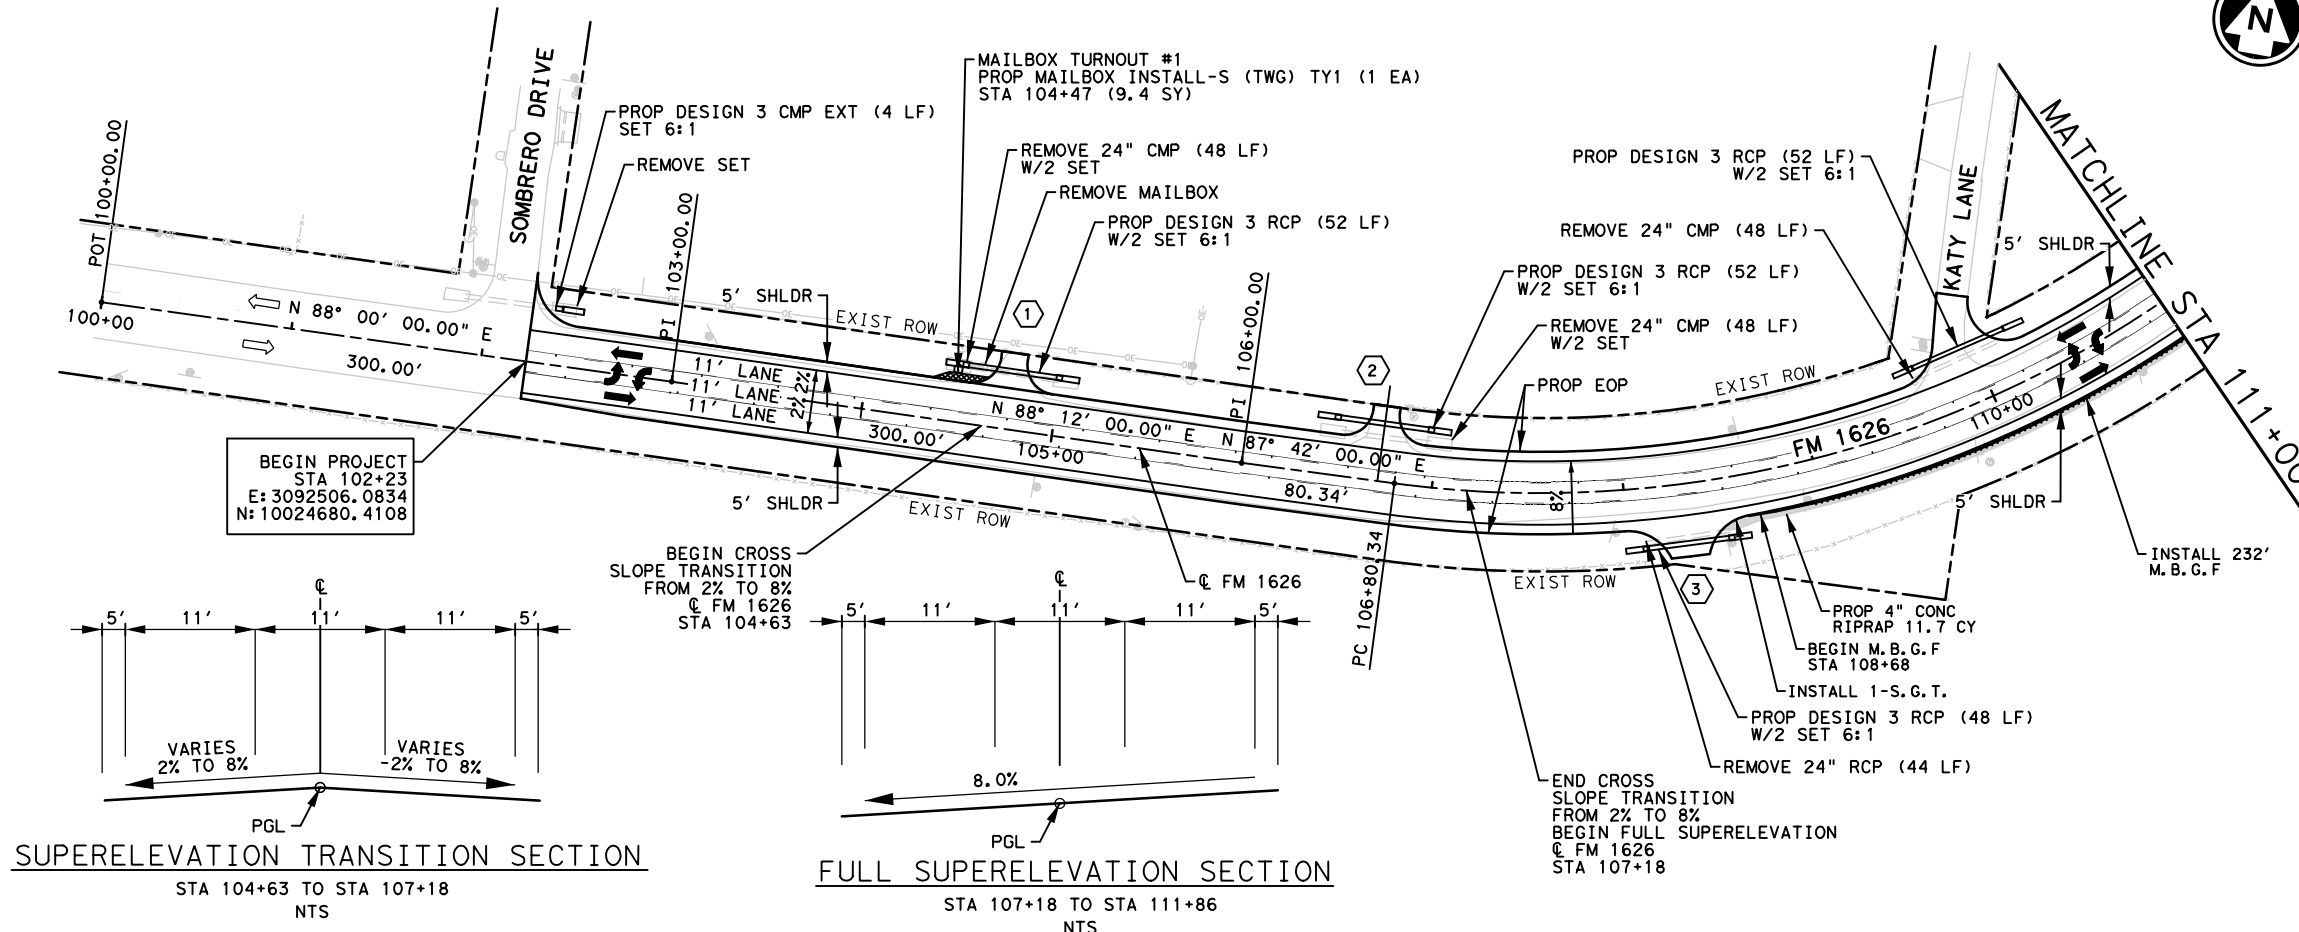 N
MAILBOX TURNOUT #1
PROP MAILBOX INSTALL-S (TWG) TY1 (1 EA)
STA 104+47 (9.4 SY)
SOMBRERO DRIVE
PROP DESIGN 3 CMP EXT (4 LF)
SET 6:1
REMOVE SET
REMOVE 24" CMP (48 LF)
W/2 SET
REMOVE MAILBOX
PROP DESIGN 3 RCP (52 LF)
W/2 SET 6:1
PROP DESIGN 3 RCP (52 LF)
W/2 SET 6:1
REMOVE 24" CMP (48 LF)
KATY LANE
MATCHLINE STA 111+00
5' SHLDR
PROP DESIGN 3 RCP (52 LF)
W/2 SET 6:1
REMOVE 24" CMP (48 LF)
W/2 SET
PROP EOP
POT 100+00.00
PI 103+00.00
PI 106+00.00
5' SHLDR
EXIST ROW
1
2
EXIST ROW
100+00
N 88° 00' 00.00" E
300.00'
11' LANE
11' LANE
11' LANE
2%
2%
N 88° 12' 00.00" E
300.00'
105+00
N 87° 42' 00.00" E
80.34'
8%
FM 1626
110+00
BEGIN PROJECT
STA 102+23
E:3092506.0834
N:10024680.4108
5' SHLDR
EXIST ROW
5' SHLDR
PC 106+80.34
BEGIN CROSS
SLOPE TRANSITION
FROM 2% TO 8%
℄ FM 1626
STA 104+63
℄ FM 1626
EXIST ROW
3
INSTALL 232'
M.B.G.F
PROP 4" CONC
RIPRAP 11.7 CY
BEGIN M.B.G.F
STA 108+68
INSTALL 1-S.G.T.
PROP DESIGN 3 RCP (48 LF)
W/2 SET 6:1
REMOVE 24" RCP (44 LF)
END CROSS
SLOPE TRANSITION
FROM 2% TO 8%
BEGIN FULL SUPERELEVATION
℄ FM 1626
STA 107+18
℄
5' 11' 11' 11' 5'
VARIES
2% TO 8%
VARIES
-2% TO 8%
PGL
SUPERELEVATION TRANSITION SECTION
STA 104+63 TO STA 107+18
NTS
℄
5' 11' 11' 11' 5'
8.0%
PGL
FULL SUPERELEVATION SECTION
STA 107+18 TO STA 111+86
NTS